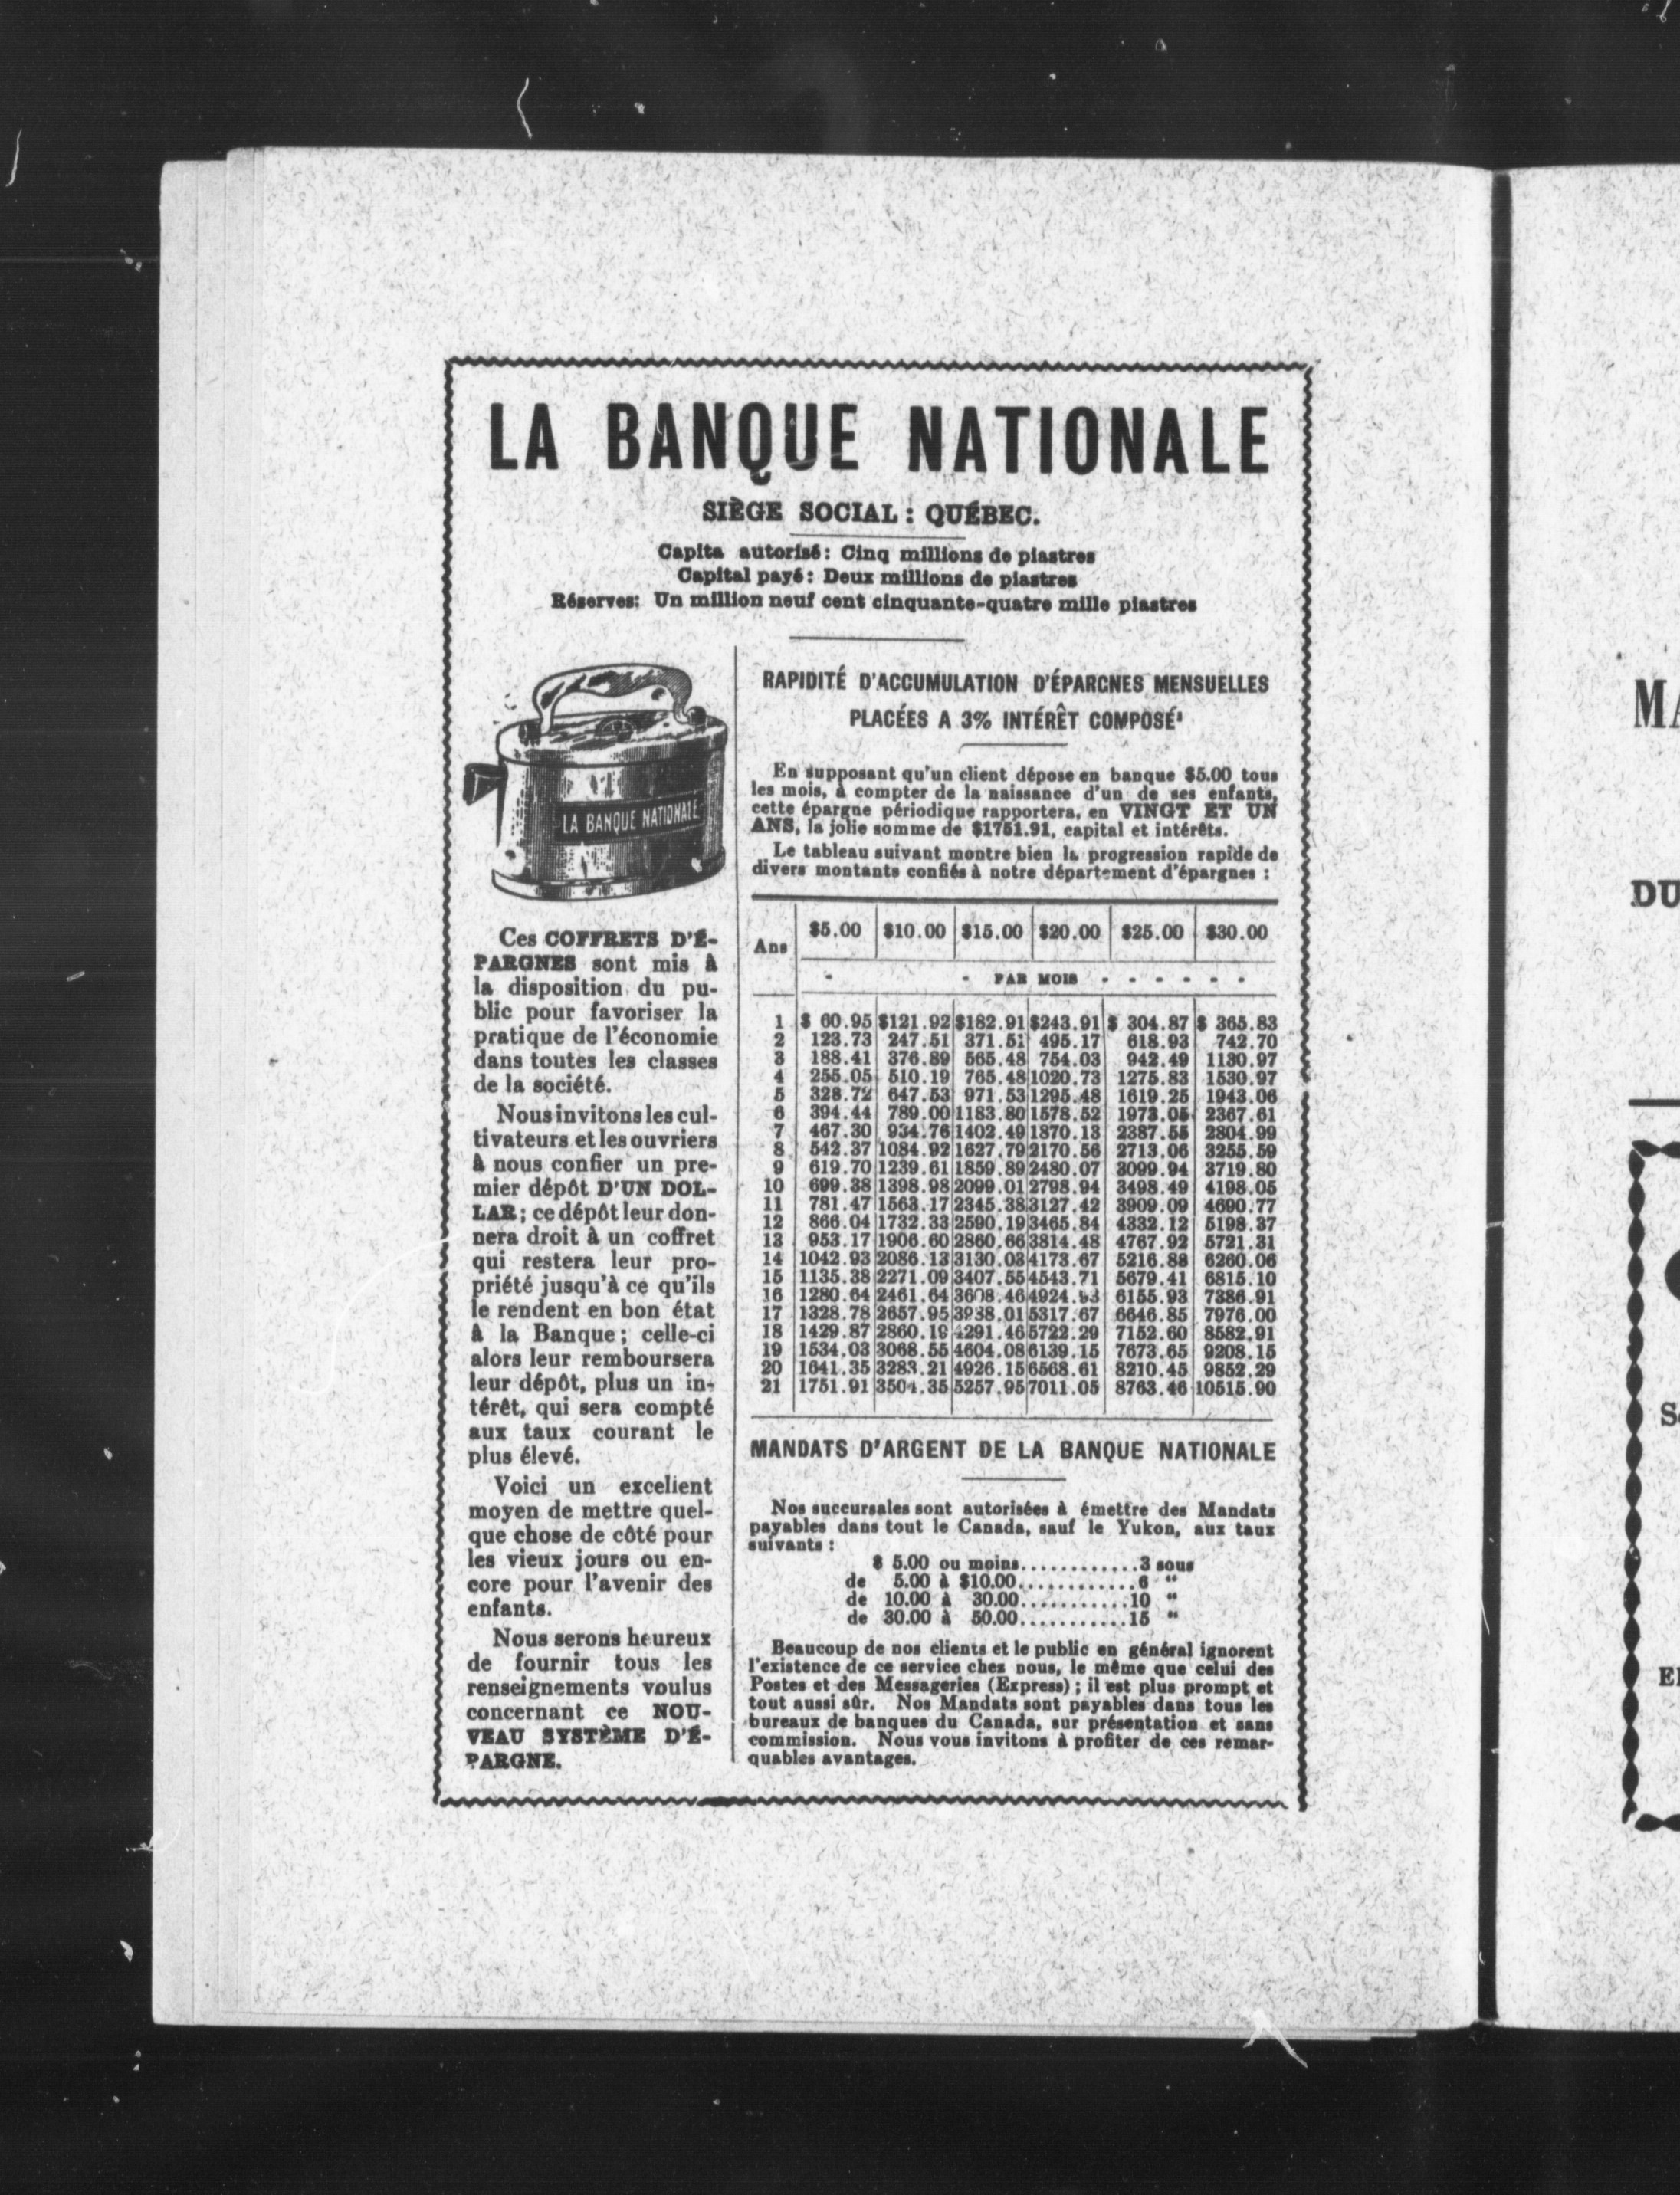 LA BANQUE NATIONALE
SIÈGE SOCIAL : QUÉBEC.
Capita autorisé : Cinq millions de piastres
Capital payé : Deux millions de piastres
Réserves: Un million neuf cent cinquante-quatre mille piastres
LA BANQUE NATIONALE
Ces COFFRETS D'É-
PARGNES sont mis à
la disposition du pu-
blic pour favoriser la
pratique de l'économie
dans toutes les classes
de la société.
Nous invitons les cul-
tivateurs et les ouvriers
à nous confier un pre-
mier dépôt D'UN DOL-
LAR ; ce dépôt leur don-
nera droit à un coffret
qui restera leur pro-
priété jusqu'à ce qu'ils
le rendent en bon état
à la Banque ; celle-ci
alors leur remboursera
leur dépôt, plus un in-
térêt, qui sera compté
aux taux courant le
plus élevé.
Voici un excellent
moyen de mettre quel-
que chose de côté pour
les vieux jours ou en-
core pour l'avenir des
enfants.
Nous serons heureux
de fournir tous les
renseignements voulus
concernant ce NOU-
VEAU SYSTÈME D'É-
PARGNE.
RAPIDITÉ D'ACCUMULATION D'ÉPARGNES MENSUELLES
PLACÉES A 3% INTÉRÊT COMPOSÉ
En supposant qu'un client dépose en banque $5.00 tous
les mois, à compter de la naissance d'un de ses enfants,
cette épargne périodique rapportera, en VINGT ET UN
ANS, la jolie somme de $1751.91, capital et intérêts.
Le tableau suivant montre bien la progression rapide de
divers montants confiés à notre département d'épargnes :
Ans $5.00 $10.00 $15.00 $20.00 $25.00 $30.00
- - PAR MOIS - - - - - -
1 $ 60.95 $121.92 $182.91 $243.91 $ 304.87 $ 365.83
2 123.73 247.51 371.51 495.17 618.93 742.70
3 188.41 376.89 565.48 754.03 942.49 1130.97
4 255.05 510.19 765.48 1020.73 1275.83 1530.97
5 328.72 647.53 971.53 1295.48 1619.25 1943.06
6 394.44 789.00 1183.80 1578.52 1973.05 2367.61
7 467.30 934.76 1402.49 1870.13 2387.55 2804.99
8 542.37 1084.92 1627.79 2170.56 2713.06 3255.59
9 619.70 1239.61 1859.89 2480.07 3099.94 3719.80
10 699.38 1398.98 2099.01 2798.94 3498.49 4198.05
11 781.47 1563.17 2345.38 3127.42 3909.09 4690.77
12 866.04 1732.33 2590.19 3465.84 4332.12 5198.37
13 953.17 1906.60 2860.66 3814.48 4767.92 5721.31
14 1042.93 2086.13 3130.03 4173.67 5216.88 6260.06
15 1135.38 2271.09 3407.55 4543.71 5679.41 6815.10
16 1280.64 2461.64 3608.46 4924.93 6155.93 7386.91
17 1328.78 2657.95 3938.01 5317.67 6646.85 7976.00
18 1429.87 2860.19 4291.46 5722.29 7152.60 8582.91
19 1534.03 3068.55 4604.08 6139.15 7673.65 9208.15
20 1641.35 3283.21 4926.15 6568.61 8210.45 9852.29
21 1751.91 3504.35 5257.95 7011.05 8763.46 10515.90
MANDATS D'ARGENT DE LA BANQUE NATIONALE
Nos succursales sont autorisées à émettre des Mandats
payables dans tout le Canada, sauf le Yukon, aux taux
suivants :
$ 5.00 ou moins............3 sous
de 5.00 à $10.00............6 "
de 10.00 à 30.00...........10 "
de 30.00 à 50.00...........15 "
Beaucoup de nos clients et le public en général ignorent
l'existence de ce service chez nous, le même que celui des
Postes et des Messageries (Express) ; il est plus prompt et
tout aussi sûr. Nos Mandats sont payables dans tous les
bureaux de banques du Canada, sur présentation et sans
commission. Nous vous invitons à profiter de ces remar-
quables avantages.
MA
DU